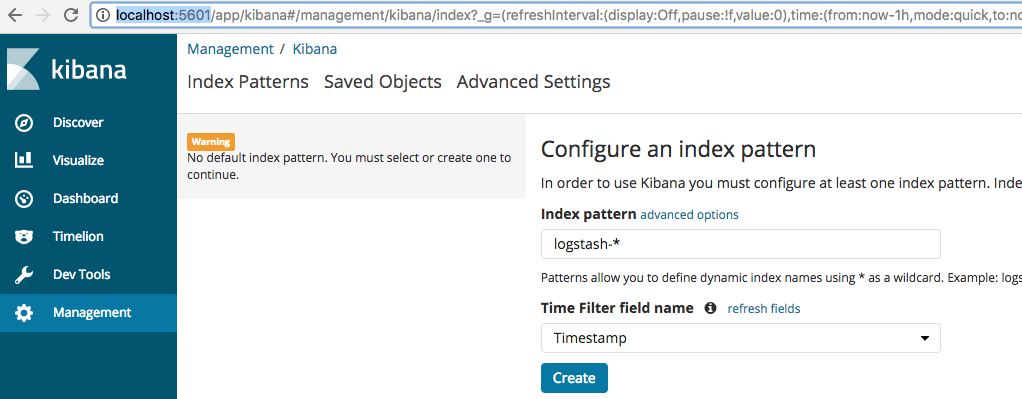 localhost:5601/app/kibana#/management/kibana/index?_g=(refreshInterval:(display:Off,pause:!f,value:0),time:(from:now-1h,mode:quick,to:no
kibana
Discover
Visualize
Dashboard
Timelion
Dev Tools
Management
Management / Kibana
Index Patterns Saved Objects Advanced Settings
Warning
No default index pattern. You must select or create one to
continue.
Configure an index pattern
In order to use Kibana you must configure at least one index pattern. Inde
Index pattern advanced options
logstash-*
Patterns allow you to define dynamic index names using * as a wildcard. Example: logs
Time Filter field name refresh fields
Timestamp
Create